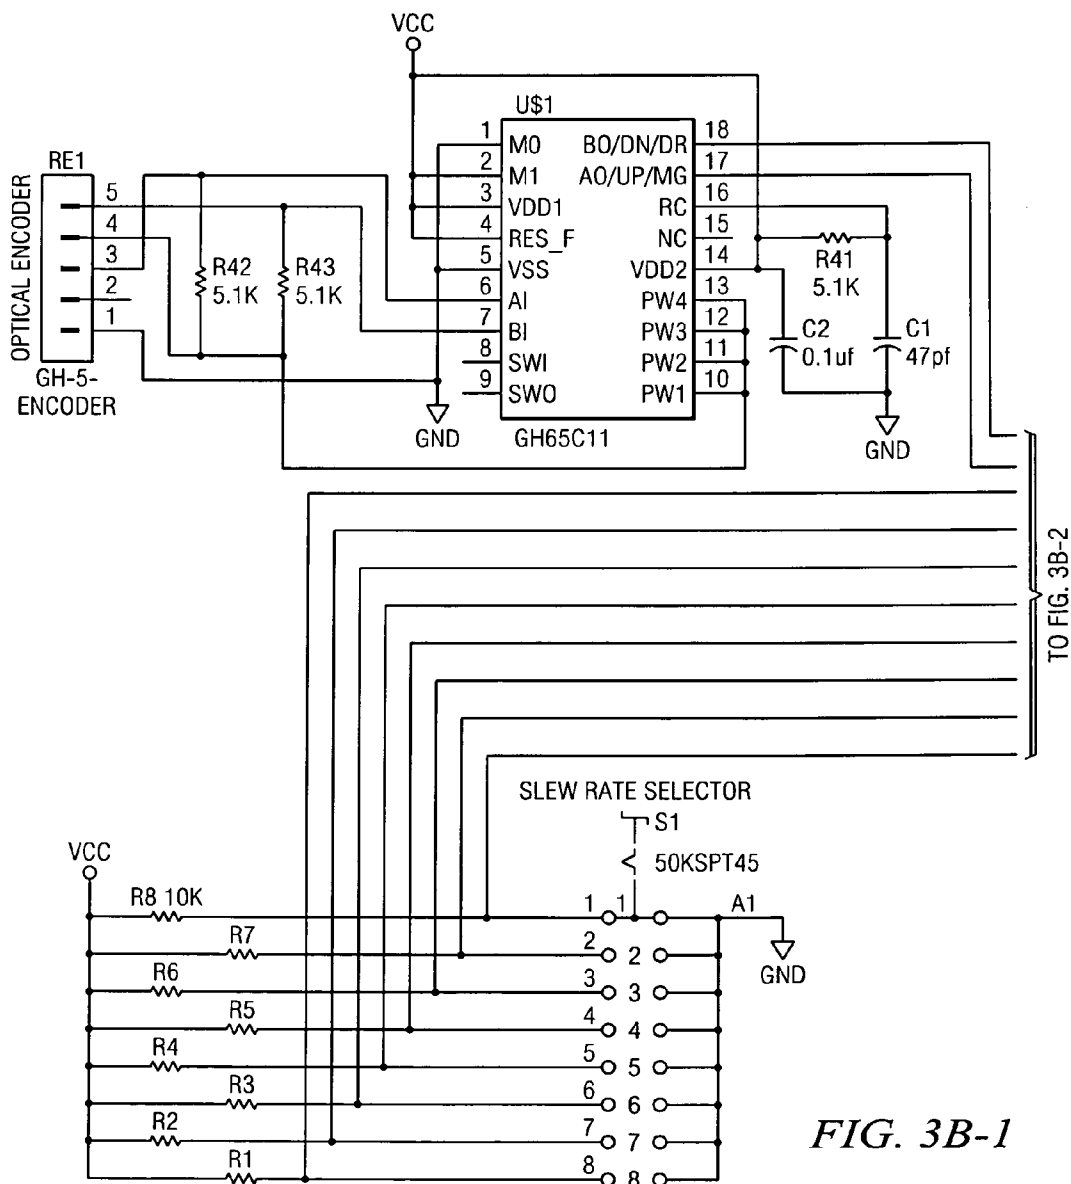 VCC
U$1
1 M0 BO/DN/DR 18
2 M1 AO/UP/MG 17
3 VDD1 RC 16
4 RES_F NC 15
5 VSS VDD2 14
6 AI PW4 13
7 BI PW3 12
8 SWI PW2 11
9 SWO PW1 10
GH65C11
RE1
OPTICAL ENCODER
5
4
3
2
1
GH-5-
ENCODER
R42
5.1K
R43
5.1K
GND
R41
5.1K
C2
0.1uf
C1
47pf
GND
TO FIG. 3B-2
SLEW RATE SELECTOR
S1
50KSPT45
VCC
R8 10K 1 1 A1
R7 2 2
GND
R6 3 3
R5 4 4
R4 5 5
R3 6 6
R2 7 7
R1 8 8
FIG. 3B-1